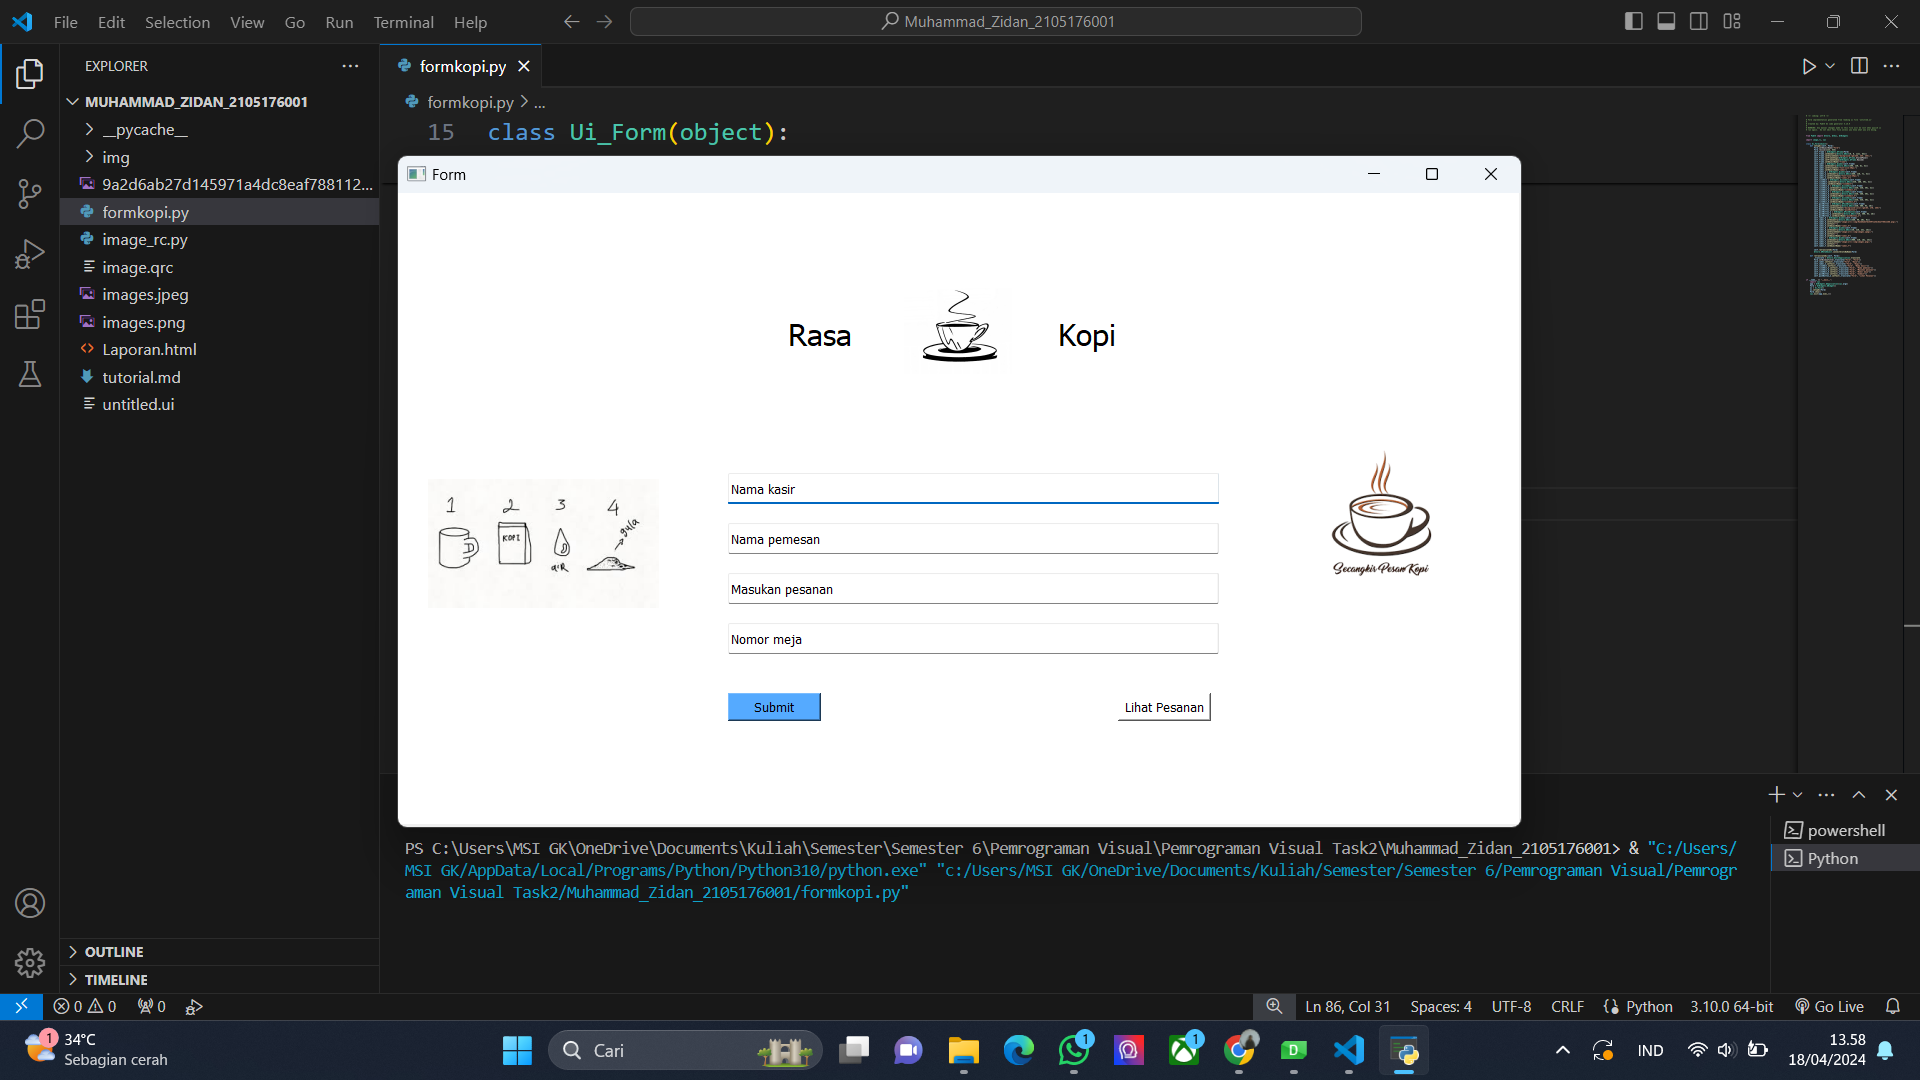 File Edit Selection View Go Run Terminal Help
Muhammad_Zidan_2105176001
EXPLORER
MUHAMMAD_ZIDAN_2105176001
__pycache__
img
9a2d6ab27d145971a4dc8eaf788112...
formkopi.py
image_rc.py
image.qrc
images.jpeg
images.png
Laporan.html
tutorial.md
untitled.ui
OUTLINE
TIMELINE
formkopi.py
formkopi.py > ...
15 class Ui_Form(object):
Form
Rasa Kopi
1 2 3 4
KOPI
air
gula
Nama kasir
Nama pemesan
Masukan pesanan
Nomor meja
Submit
Lihat Pesanan
Secangkir Pesan Kopi
powershell
Python
PS C:\Users\MSI GK\OneDrive\Documents\Kuliah\Semester\Semester 6\Pemrograman Visual\Pemrograman Visual Task2\Muhammad_Zidan_2105176001> & "C:/Users/
MSI GK/AppData/Local/Programs/Python/Python310/python.exe" "c:/Users/MSI GK/OneDrive/Documents/Kuliah/Semester/Semester 6/Pemrograman Visual/Pemrogr
aman Visual Task2/Muhammad_Zidan_2105176001/formkopi.py"
0 0 0
Ln 86, Col 31 Spaces: 4 UTF-8 CRLF Python 3.10.0 64-bit Go Live
1
34°C
Sebagian cerah
Cari
1
1
D
IND
13.58
18/04/2024